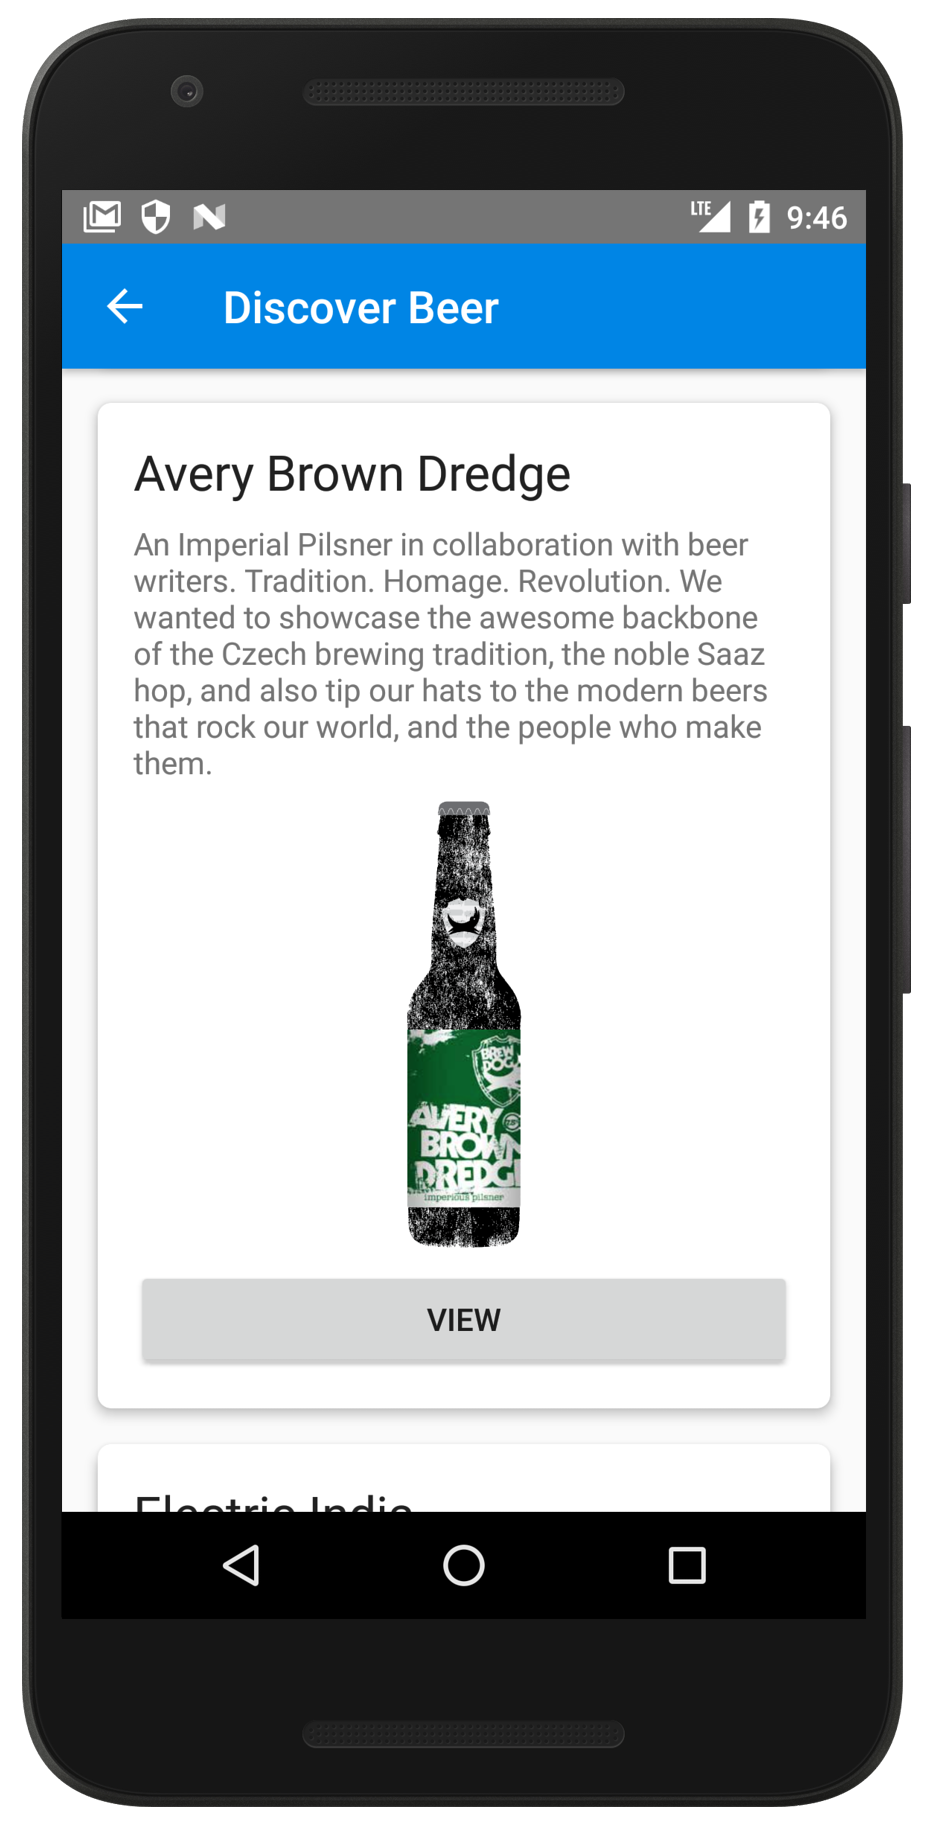 LTE 9:46
Discover Beer
Avery Brown Dredge
An Imperial Pilsner in collaboration with beer
writers. Tradition. Homage. Revolution. We
wanted to showcase the awesome backbone
of the Czech brewing tradition, the noble Saaz
hop, and also tip our hats to the modern beers
that rock our world, and the people who make
them.
BREW
DOG
AVERY
BROWN
DREDGE
imperious pilsner
VIEW
Electric India